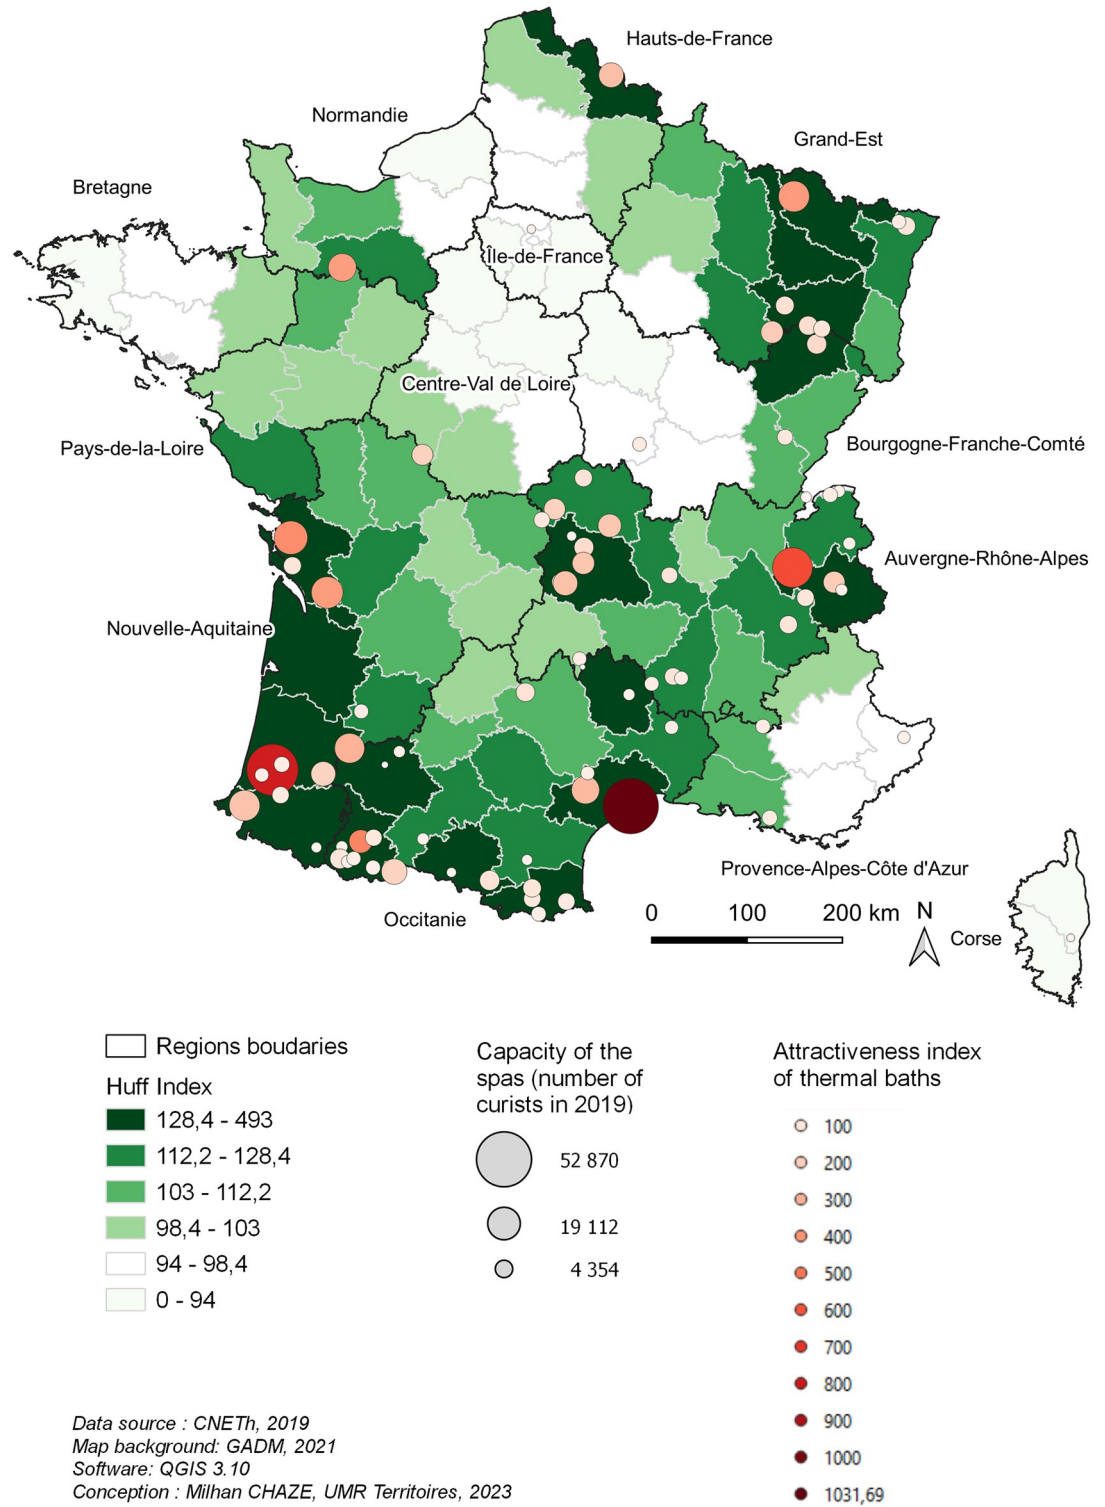 Hauts-de-France
Normandie
Grand-Est
Bretagne
Île-de-France
Centre-Val de Loire
Pays-de-la-Loire
Bourgogne-Franche-Comté
Auvergne-Rhône-Alpes
Nouvelle-Aquitaine
Provence-Alpes-Côte d'Azur
Occitanie
0 100 200 km N
Corse
Regions boudaries
Huff Index
128,4 - 493
112,2 - 128,4
103 - 112,2
98,4 - 103
94 - 98,4
0 - 94
Capacity of the
spas (number of
curists in 2019)
52 870
19 112
4 354
Attractiveness index
of thermal baths
100
200
300
400
500
600
700
800
900
1000
1031,69
Data source : CNETh, 2019
Map background: GADM, 2021
Software: QGIS 3.10
Conception : Milhan CHAZE, UMR Territoires, 2023